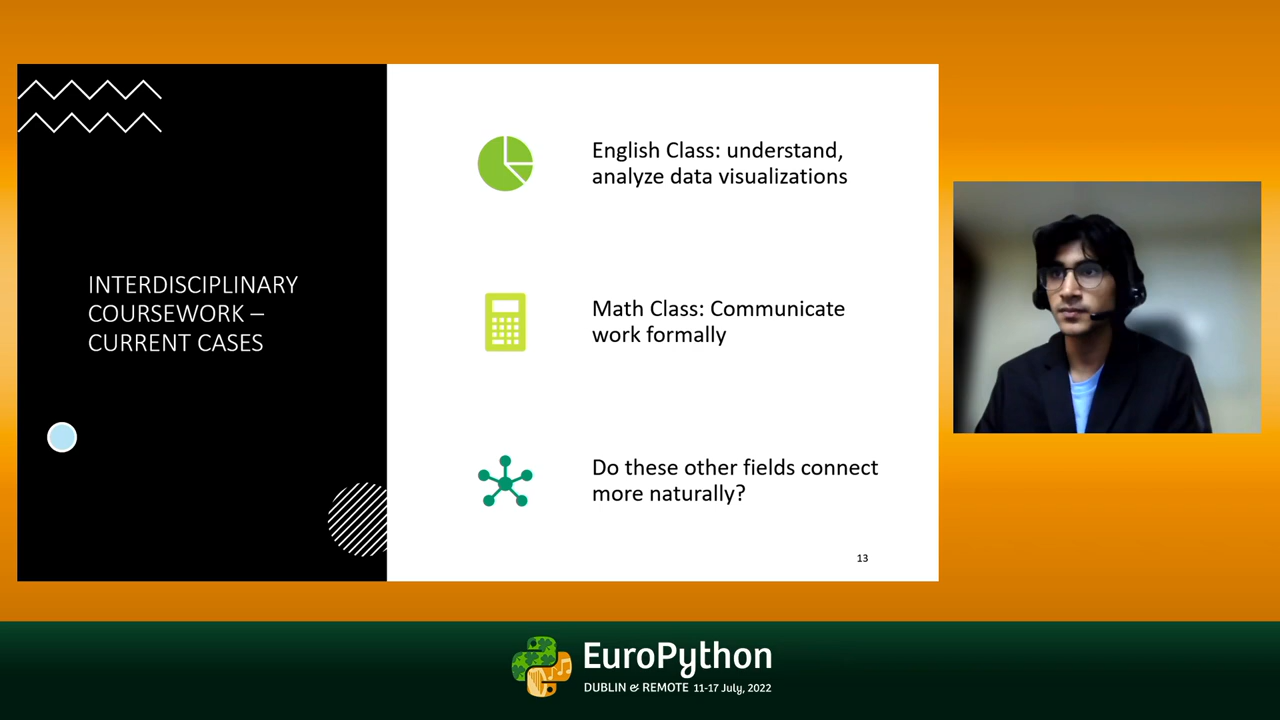 INTERDISCIPLINARY
COURSEWORK –
CURRENT CASES
English Class: understand,
analyze data visualizations
Math Class: Communicate
work formally
Do these other fields connect
more naturally?
13
EuroPython
DUBLIN & REMOTE 11-17 July, 2022